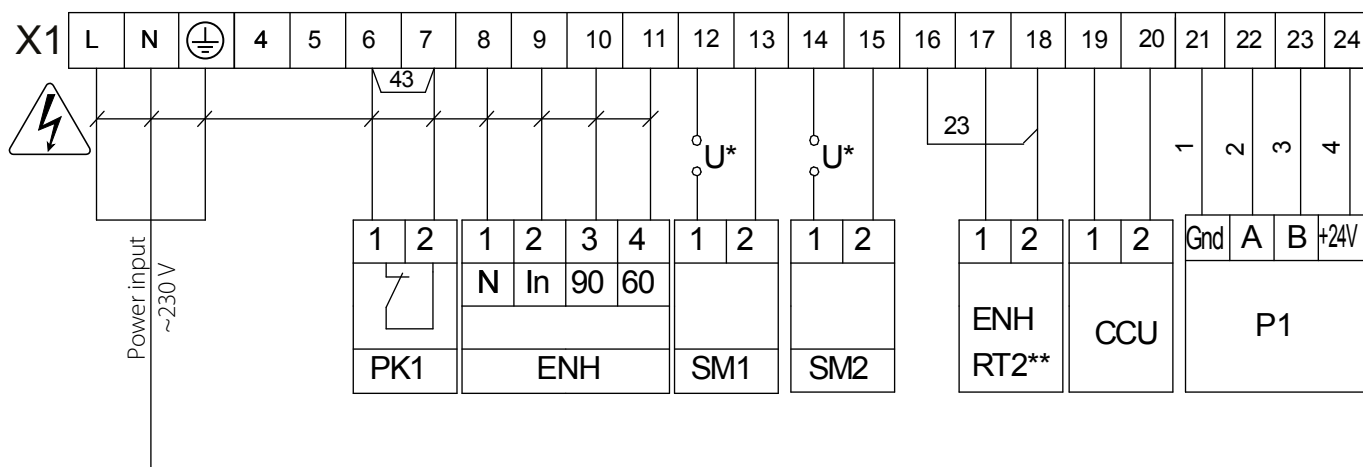 X1 L N 4 5 6 7 8 9 10 11 12 13 14 15 16 17 18 19 20 21 22 23 24
43
23
U* U*
1 2 3 4
Power input
~230 V
1 2 1 2 3 4 1 2 1 2 1 2 1 2 Gnd A B +24V
N In 90 60
ENH
RT2**
CCU
P1
PK1 ENH SM1 SM2